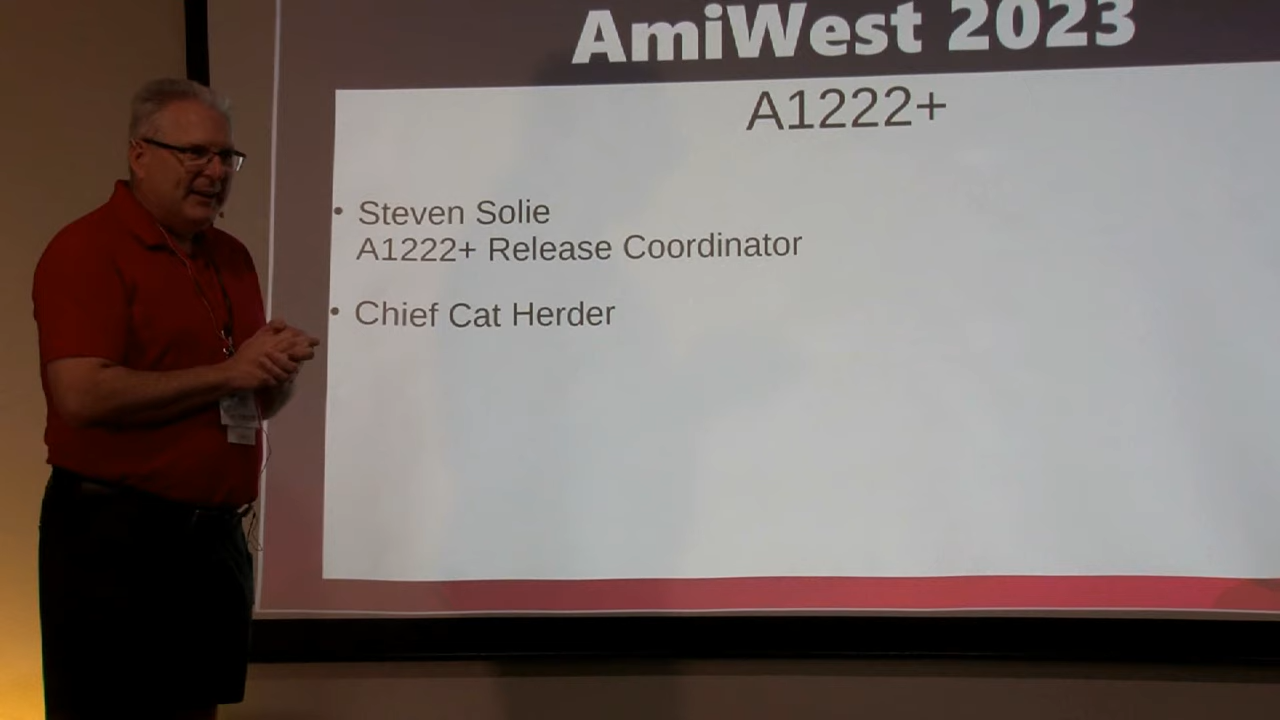 AmiWest 2023
A1222+
• Steven Solie
A1222+ Release Coordinator
• Chief Cat Herder